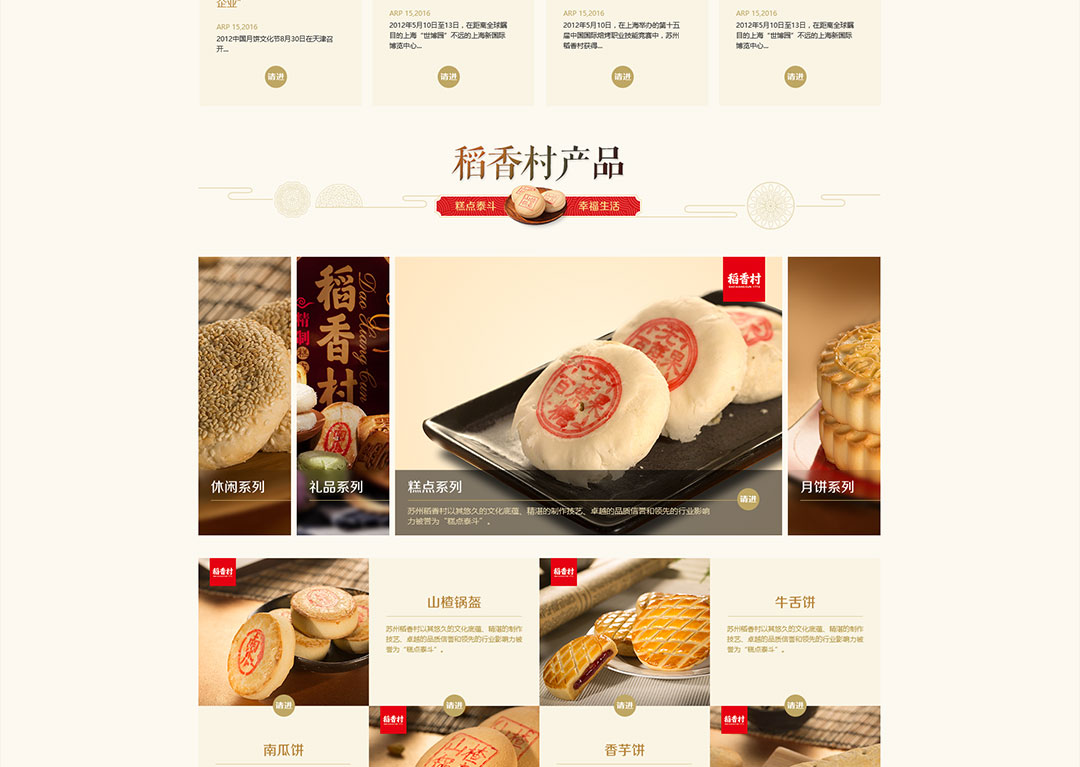 企业"
ARP 15,2016
2012中国月饼文化节8月30日在天津召
开...
请进
ARP 15,2016
2012年5月10日至13日，在距离全球瞩
目的上海“世博园”不远的上海新国际
博览中心...
请进
ARP 15,2016
2012年5月10日，在上海举办的第十五
届中国国际焙烤职业技能竞赛中，苏州
稻香村获得...
请进
ARP 15,2016
2012年5月10日至13日，在距离全球瞩
目的上海“世博园”不远的上海新国际
博览中心...
请进
稻香村产品
糕点泰斗
幸福生活
休闲系列
稻香村
Dao Xiang Cun
精制
礼品系列
稻香村
糕点系列
苏州稻香村以其悠久的文化底蕴、精湛的制作技艺、卓越的品质信誉和领先的行业影响
力被誉为“糕点泰斗”。
请进
月饼系列
稻香村
山楂锅盔
苏州稻香村以其悠久的文化底蕴、精湛的制作
技艺、卓越的品质信誉和领先的行业影响力被
誉为“糕点泰斗”。
请进
稻香村
牛舌饼
苏州稻香村以其悠久的文化底蕴、精湛的制作
技艺、卓越的品质信誉和领先的行业影响力被
誉为“糕点泰斗”。
请进
请进
请进
南瓜饼
稻香村
香芋饼
稻香村